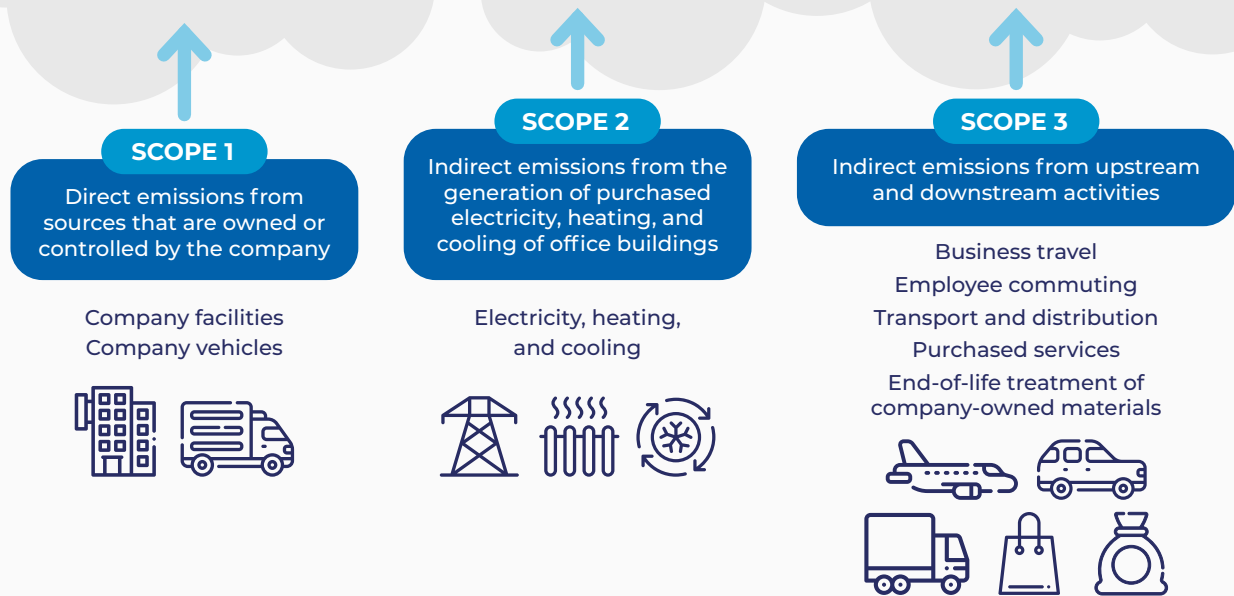 SCOPE 1
Direct emissions from
sources that are owned or
controlled by the company
Company facilities
Company vehicles
SCOPE 2
Indirect emissions from the
generation of purchased
electricity, heating, and
cooling of office buildings
Electricity, heating,
and cooling
SCOPE 3
Indirect emissions from upstream
and downstream activities
Business travel
Employee commuting
Transport and distribution
Purchased services
End-of-life treatment of
company-owned materials